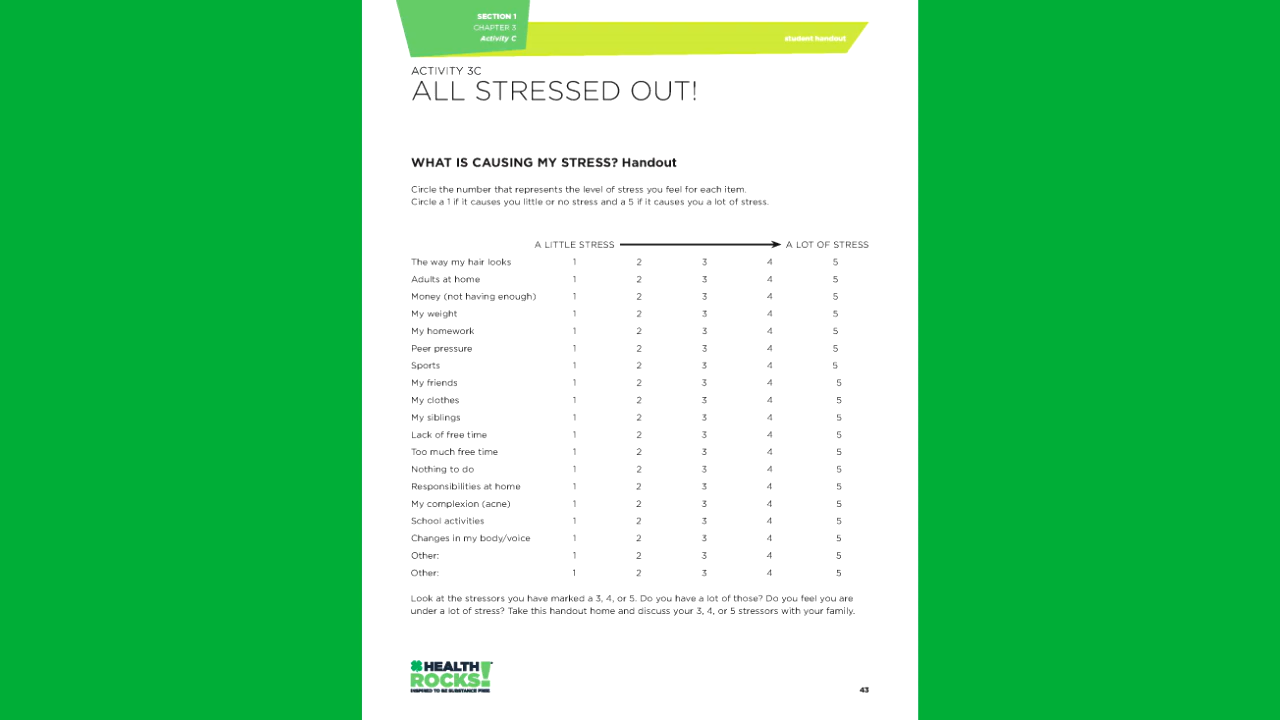 SECTION 1
CHAPTER 3
Activity C
student handout
ACTIVITY 3C
ALL STRESSED OUT!
WHAT IS CAUSING MY STRESS? Handout
Circle the number that represents the level of stress you feel for each item.
Circle a 1 if it causes you little or no stress and a 5 if it causes you a lot of stress.
A LITTLE STRESS A LOT OF STRESS
The way my hair looks 1 2 3 4 5
Adults at home 1 2 3 4 5
Money (not having enough) 1 2 3 4 5
My weight 1 2 3 4 5
My homework 1 2 3 4 5
Peer pressure 1 2 3 4 5
Sports 1 2 3 4 5
My friends 1 2 3 4 5
My clothes 1 2 3 4 5
My siblings 1 2 3 4 5
Lack of free time 1 2 3 4 5
Too much free time 1 2 3 4 5
Nothing to do 1 2 3 4 5
Responsibilities at home 1 2 3 4 5
My complexion (acne) 1 2 3 4 5
School activities 1 2 3 4 5
Changes in my body/voice 1 2 3 4 5
Other: 1 2 3 4 5
Other: 1 2 3 4 5
Look at the stressors you have marked a 3, 4, or 5. Do you have a lot of those? Do you feel you are
under a lot of stress? Take this handout home and discuss your 3, 4, or 5 stressors with your family.
HEALTH
ROCKS!
INSPIRED TO BE SUBSTANCE FREE
43